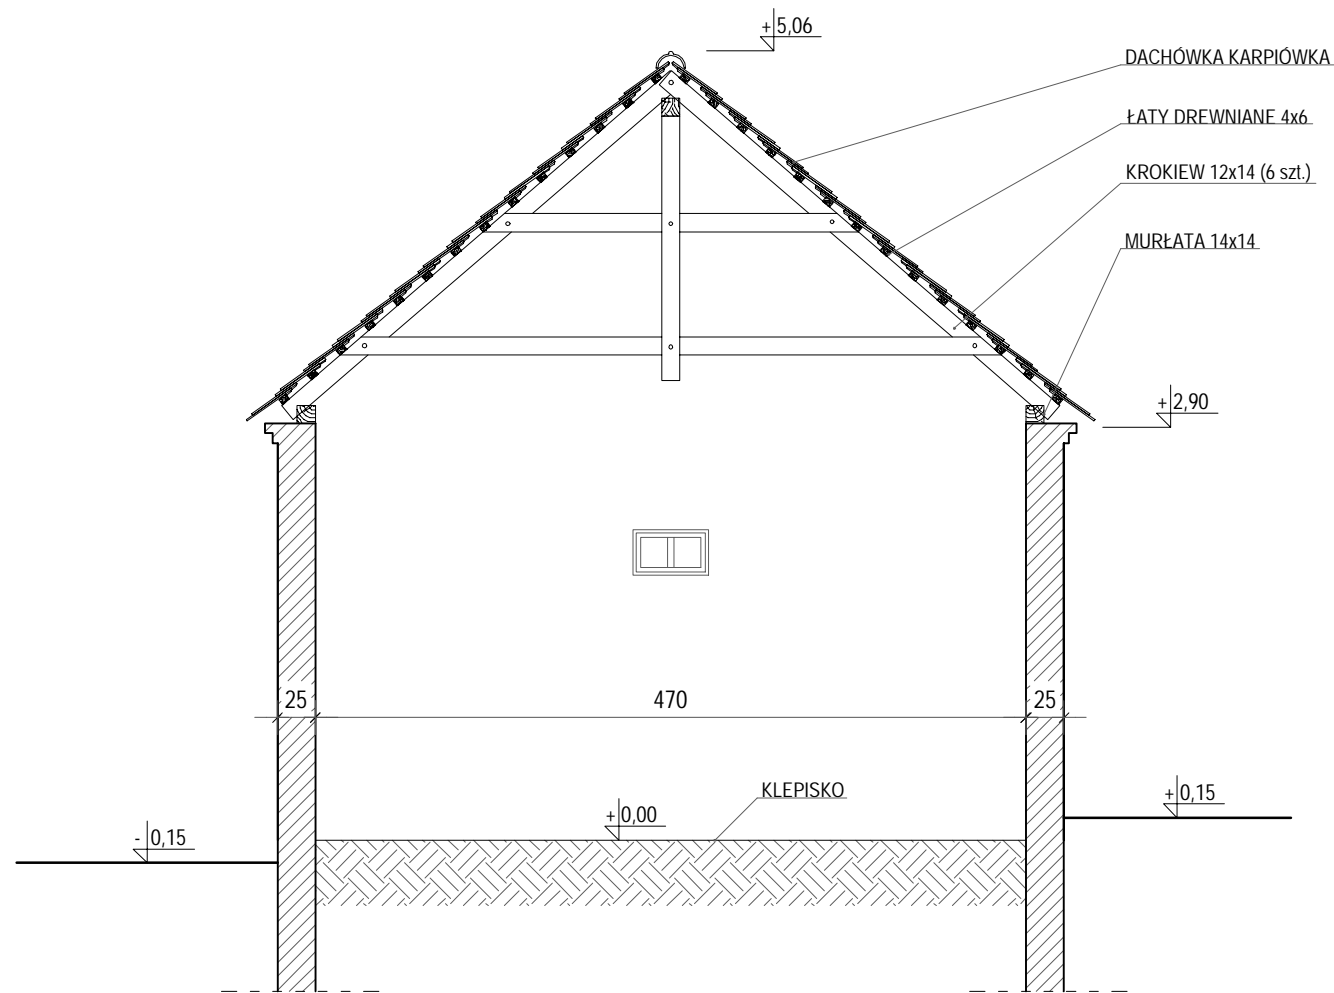 +5,06
DACHÓWKA KARPIÓWKA
ŁATY DREWNIANE 4x6
KROKIEW 12x14 (6 szt.)
MURŁATA 14x14
+2,90
25
470
25
KLEPISKO
+0,15
+0,00
-0,15